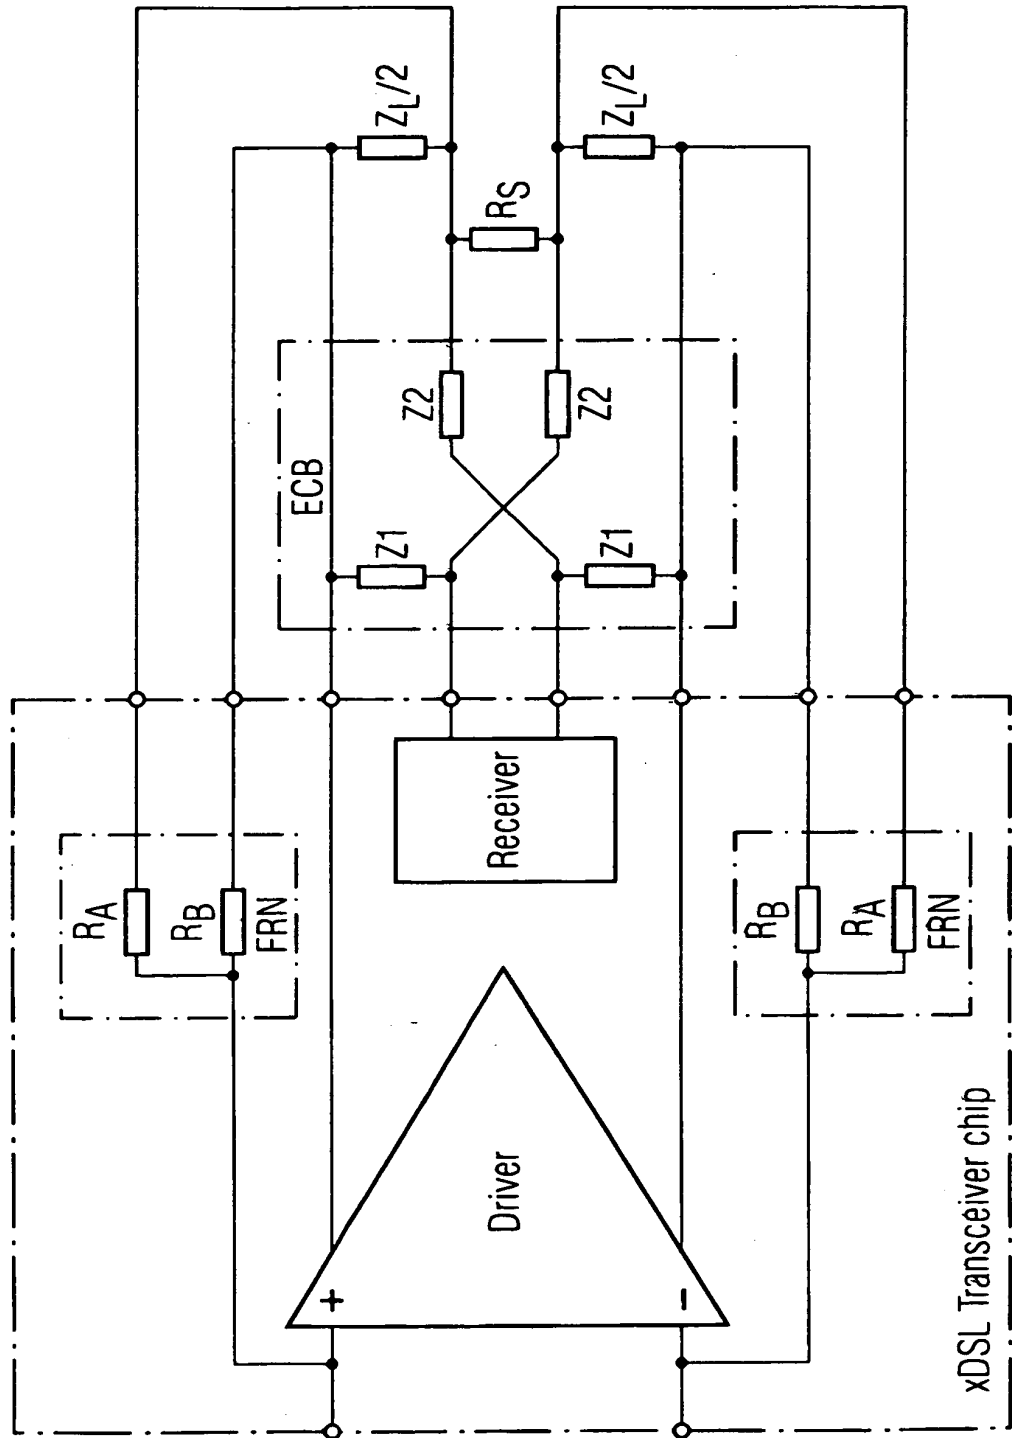 R_A
R_B
FRN
Z_L/2
ECB
Z1
Z2
R_S
+
Driver
Receiver
-
Z1
Z2
Z_L/2
R_B
R_A
FRN
xDSL Transceiver chip